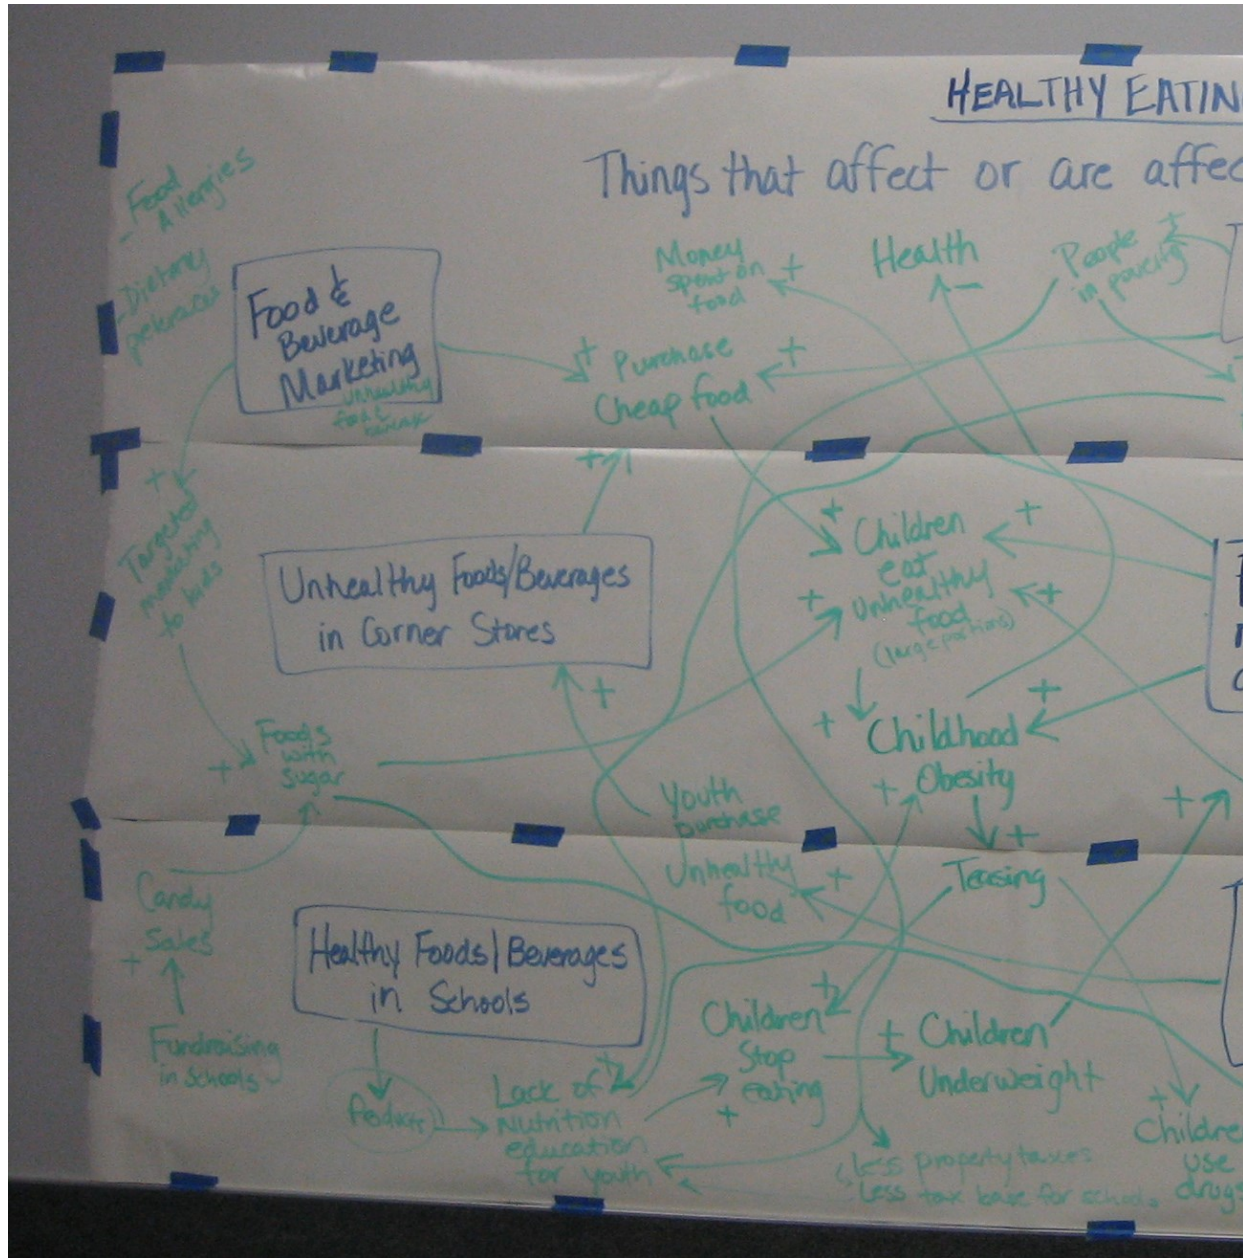 HEALTHY EATIN
Things that affect or are affec
- Food
Allergies
- Dietary
Food &
Beverage
Marketing
unhealthy
food &
Money
spent on
food
+
Health
-
People
in poverty
+
+
Purchase
Cheap food
+
+
+
Targeted
marketing
to kids
Unhealthy Foods/Beverages
in Corner Stores
+
Children
eat
unhealthy
food
(large portions)
+
+
+
+
Foods
with
sugar
+
+
Childhood
Obesity
+
+
+
Youth
purchase
Unhealthy
food
+
Teasing
+
+
Candy
Sales
+
Fundraising
in Schools
Healthy Foods/Beverages
in Schools
Lack of
Nutrition
education
for youth
+
Children
Stop
eating
+
+
Children
Underweight
+
+
Childre
use
drugs
less property taxes
Less tax base for schools